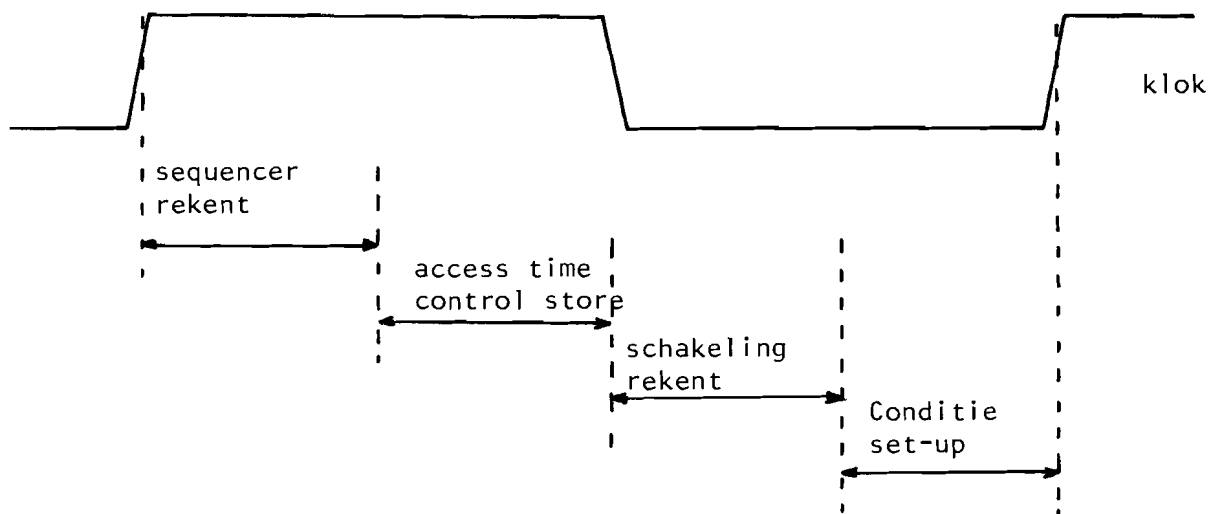 klok
sequencer
rekent
access time
control store
schakeling
rekent
Conditie
set-up